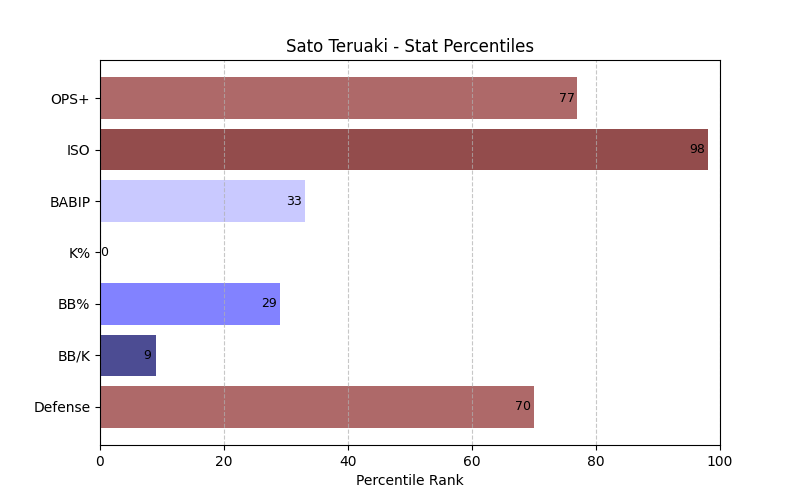 Sato Teruaki - Stat Percentiles
OPS+ 77
ISO 98
BABIP 33
K% 0
BB% 29
BB/K 9
Defense 70
0 20 40 60 80 100
Percentile Rank